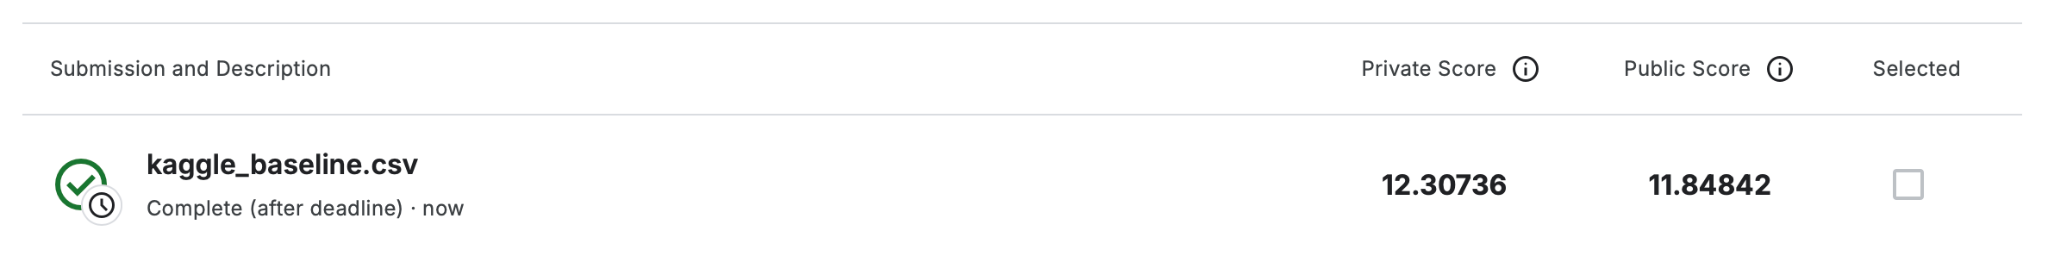 Submission and Description Private Score Public Score Selected
kaggle_baseline.csv 12.30736 11.84842
Complete (after deadline) · now